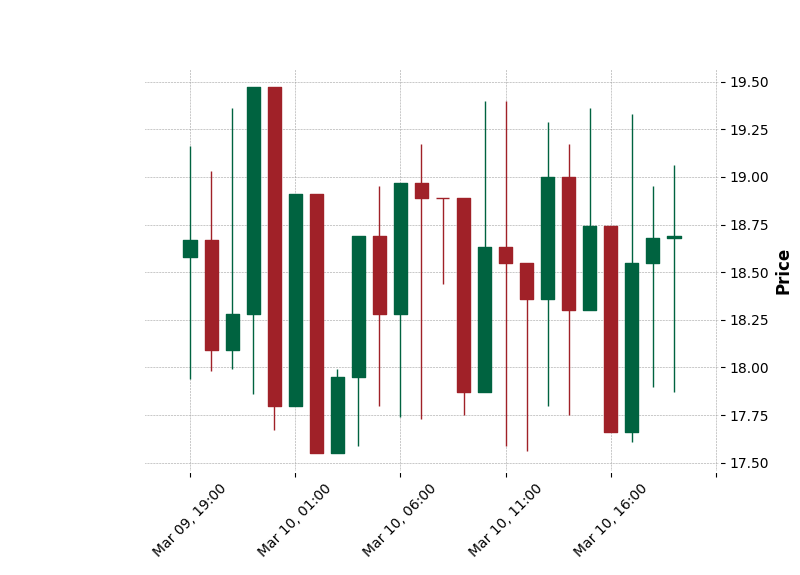 19.50
19.25
19.00
18.75
18.50
18.25
18.00
17.75
17.50
Price
Mar 09, 19:00
Mar 10, 01:00
Mar 10, 06:00
Mar 10, 11:00
Mar 10, 16:00